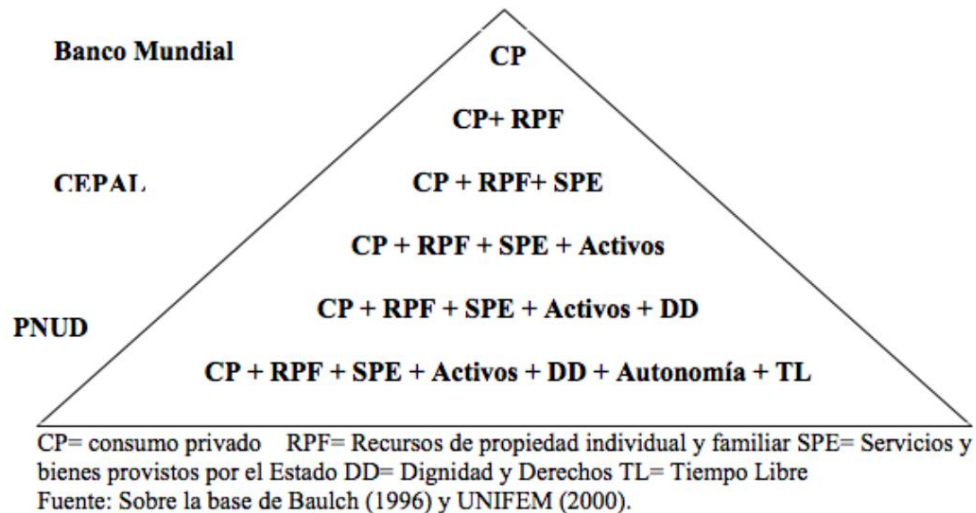 Banco Mundial
CP
CP+ RPF
CEPAL
CP + RPF+ SPE
CP + RPF + SPE + Activos
CP + RPF + SPE + Activos + DD
PNUD
CP + RPF + SPE + Activos + DD + Autonomía + TL
CP= consumo privado RPF= Recursos de propiedad individual y familiar SPE= Servicios y
bienes provistos por el Estado DD= Dignidad y Derechos TL= Tiempo Libre
Fuente: Sobre la base de Baulch (1996) y UNIFEM (2000).